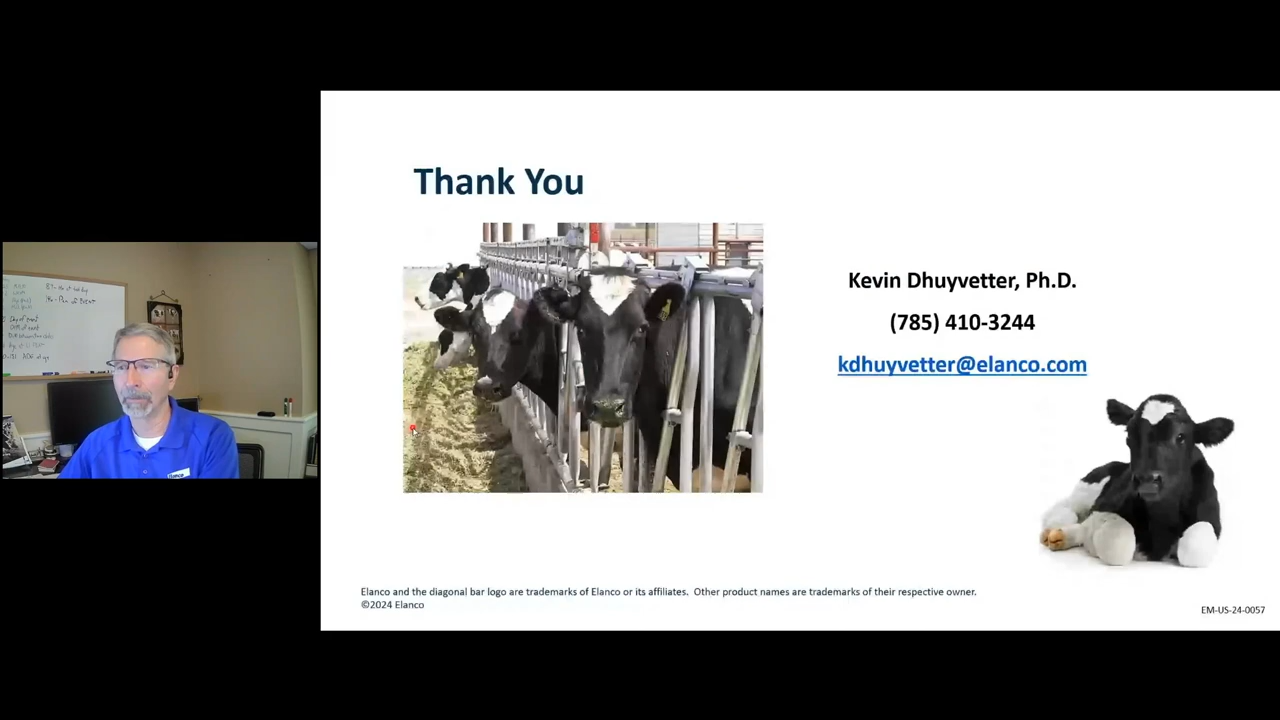 Thank You
Kevin Dhuyvetter, Ph.D.
(785) 410-3244
kdhuyvetter@elanco.com
Elanco and the diagonal bar logo are trademarks of Elanco or its affiliates. Other product names are trademarks of their respective owner.
©2024 Elanco
EM-US-24-0057
Elanco